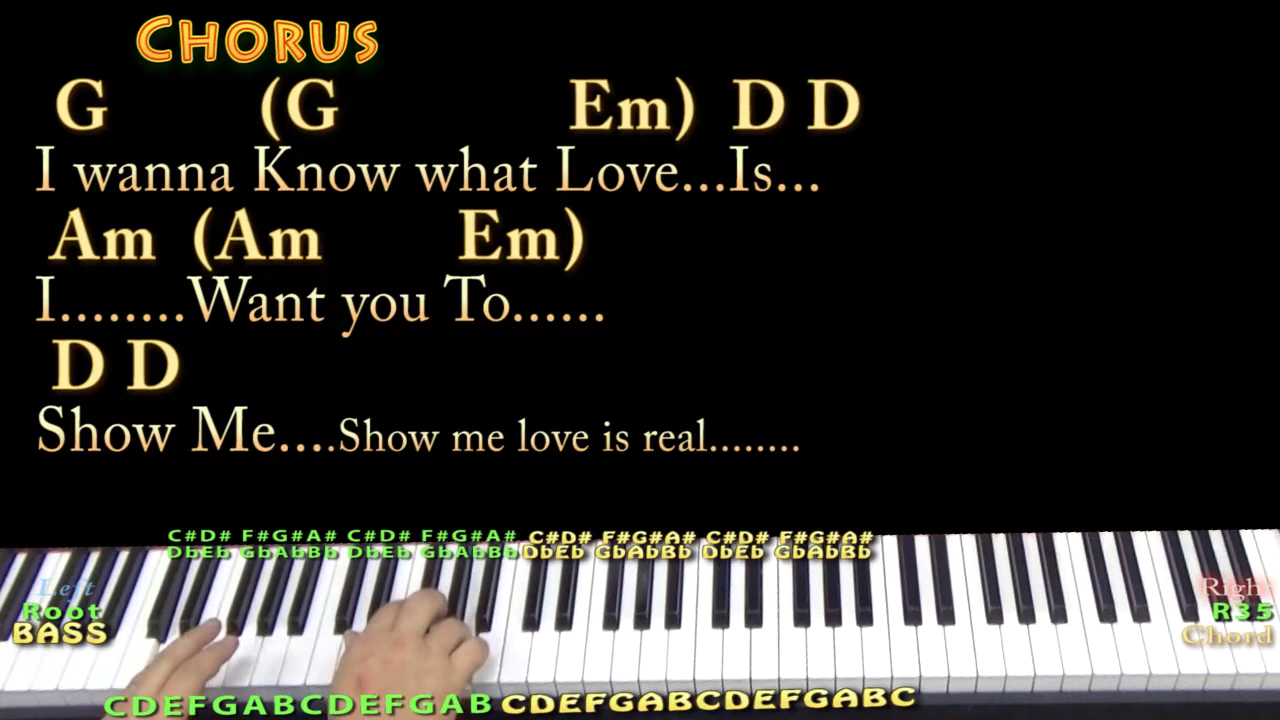 CHORUS
G (G Em) D D
I wanna Know what Love...Is...
Am (Am Em)
I........Want you To......
D D
Show Me....Show me love is real........
C#D# F#G#A# C#D# F#G#A# C#D# F#G#A# C#D# F#G#A#
DbEb GbAbBb DbEb GbAbBb DbEb GbAbBb DbEb GbAbBb
Left
Root
BASS
Right
R35
Chord
CDEFGABCDEFGAB CDEFGABCDEFGABC